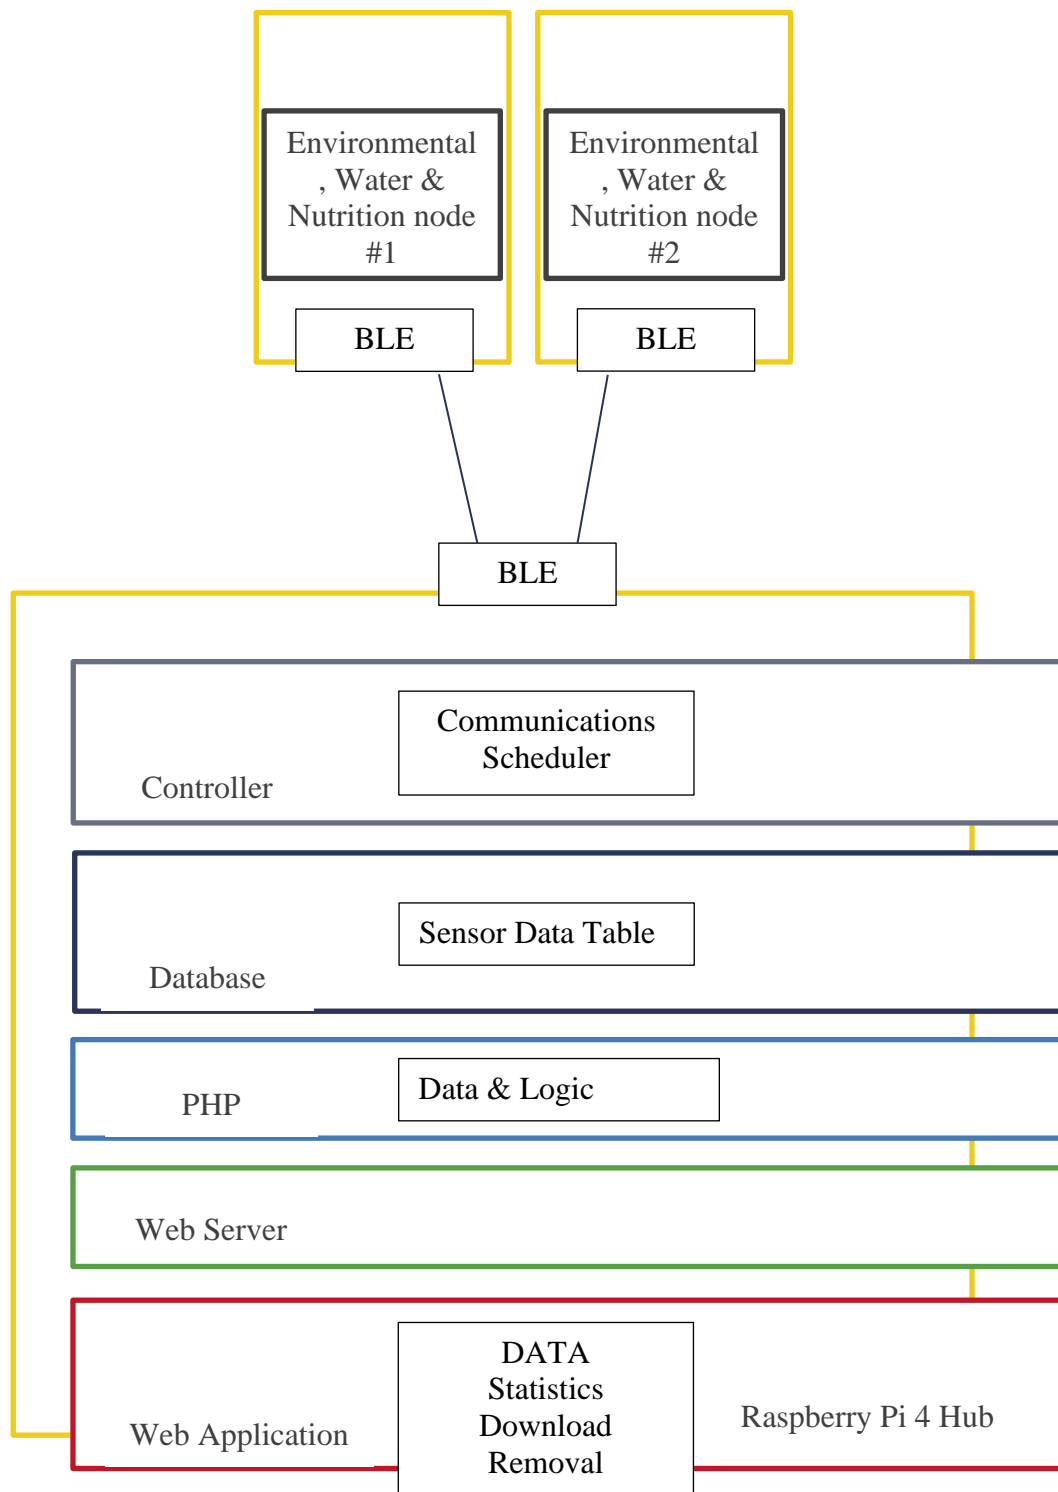 Environmental
, Water &
Nutrition node
#1
Environmental
, Water &
Nutrition node
#2
BLE
BLE
BLE
Communications
Scheduler
Controller
Sensor Data Table
Database
Data & Logic
PHP
Web Server
DATA
Statistics
Download
Removal
Web Application
Raspberry Pi 4 Hub